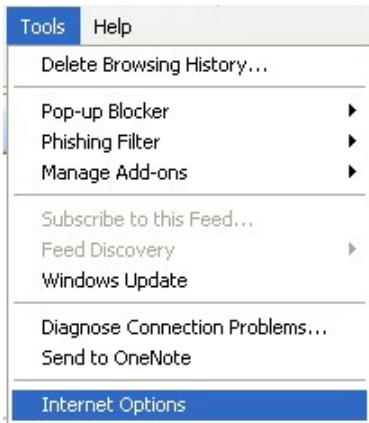 Tools Help
Delete Browsing History...
Pop-up Blocker
Phishing Filter
Manage Add-ons
Subscribe to this Feed...
Feed Discovery
Windows Update
Diagnose Connection Problems...
Send to OneNote
Internet Options